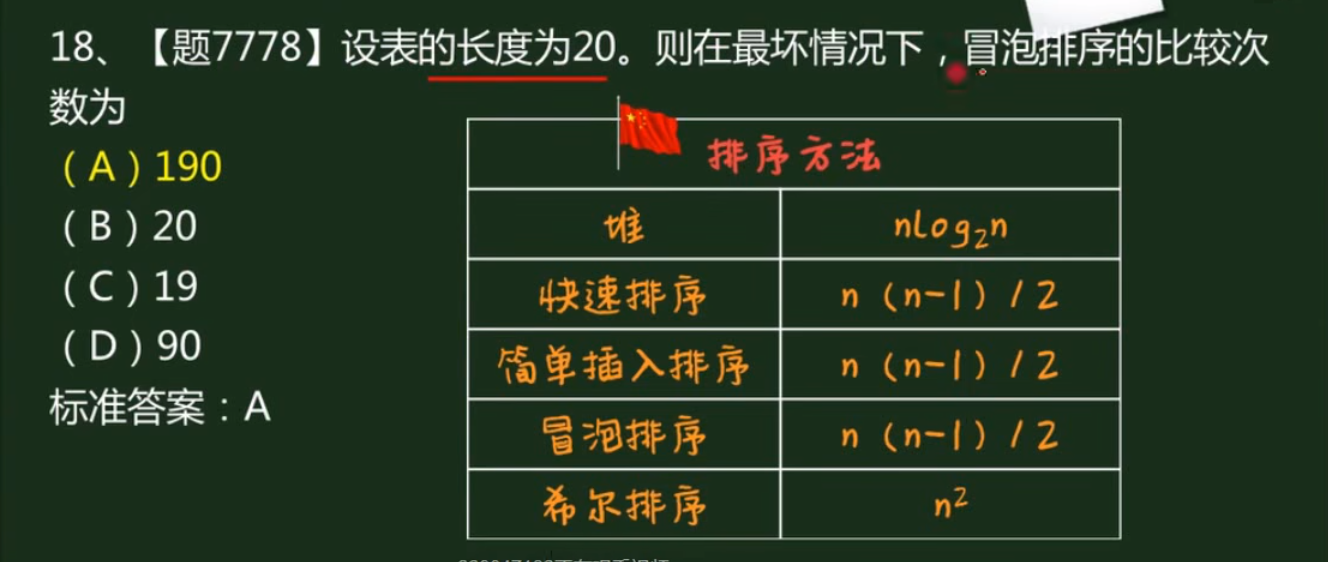 18、【题7778】设表的长度为20。则在最坏情况下，冒泡排序的比较次
数为
（A）190
（B）20
（C）19
（D）90
标准答案：A
排序方法
堆 nlog₂n
快速排序 n（n-1）/2
简单插入排序 n（n-1）/2
冒泡排序 n（n-1）/2
希尔排序 n²